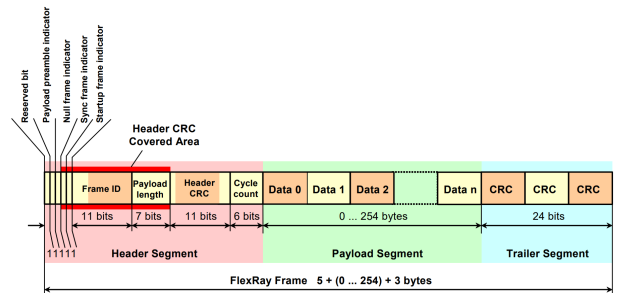 Reserved bit
Payload preamble indicator
Null frame indicator
Sync frame indicator
Startup frame indicator
Header CRC
Covered Area
Frame ID
Payload
length
Header
CRC
Cycle
count
Data 0
Data 1
Data 2
Data n
CRC
CRC
CRC
11 bits
7 bits
11 bits
6 bits
0 ... 254 bytes
24 bits
11111
Header Segment
Payload Segment
Trailer Segment
FlexRay Frame 5 + (0 ... 254) + 3 bytes